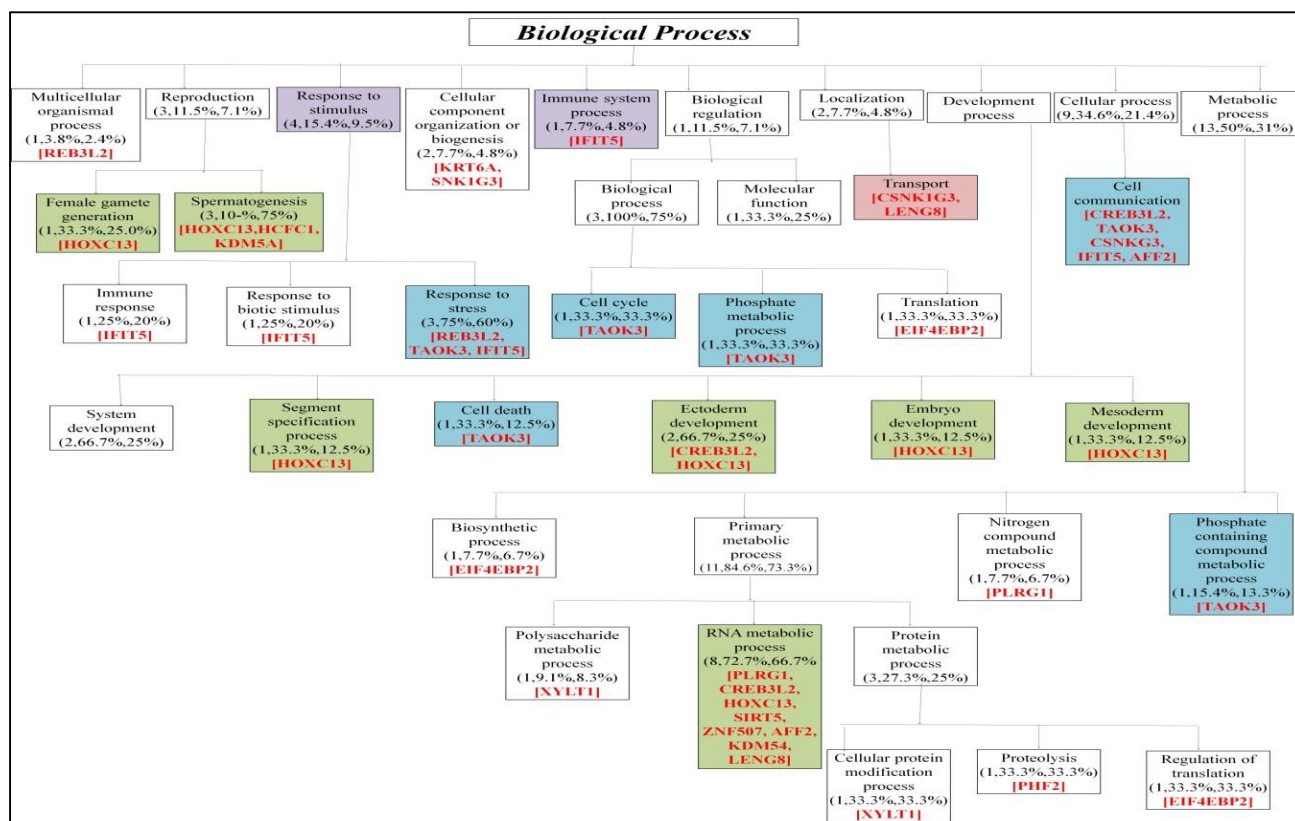 Biological Process
Multicellular
organismal
process
(1,3.8%,2.4%)
[REB3L2]
Reproduction
(3,11.5%,7.1%)
Response to
stimulus
(4,15.4%,9.5%)
Cellular
component
organization or
biogenesis
(2,7.7%,4.8%)
[KRT6A,
SNK1G3]
Immune system
process
(1,7.7%,4.8%)
[IFIT5]
Biological
regulation
(1,11.5%,7.1%)
Localization
(2,7.7%,4.8%)
Development
process
Cellular process
(9,34.6%,21.4%)
Metabolic
process
(13.50%,31%)
Female gamete
generation
(1,33.3%,25.0%)
[HOXC13]
Spermatogenesis
(3,10-%,75%)
[HOXC13,HCFC1,
KDM5A]
Biological
process
(3,100%,75%)
Molecular
function
(1,33.3%,25%)
Transport
[CSNK1G3,
LENG8]
Cell
communication
[CREB3L2,
TAOK3,
CSNKG3,
IFIT5, AFF2]
Immune
response
(1,25%,20%)
[IFIT5]
Response to
biotic stimulus
(1,25%,20%)
[IFIT5]
Response to
stress
(3,75%,60%)
[REB3L2,
TAOK3, IFIT5]
Cell cycle
(1,33.3%,33.3%)
[TAOK3]
Phosphate
metabolic
process
(1,33.3%,33.3%)
[TAOK3]
Translation
(1,33.3%,33.3%)
[EIF4EBP2]
System
development
(2,66.7%,25%)
Segment
specification
process
(1,33.3%,12.5%)
[HOXC13]
Cell death
(1,33.3%,12.5%)
[TAOK3]
Ectoderm
development
(2,66.7%,25%)
[CREB3L2,
HOXC13]
Embryo
development
(1,33.3%,12.5%)
[HOXC13]
Mesoderm
development
(1,33.3%,12.5%)
[HOXC13]
Biosynthetic
process
(1,7.7%,6.7%)
[EIF4EBP2]
Primary
metabolic
process
(11,84.6%,73.3%)
Nitrogen
compound
metabolic
process
(1,7.7%,6.7%)
[PLRG1]
Phosphate
containing
compound
metabolic
process
(1,15.4%,13.3%)
[TAOK3]
Polysaccharide
metabolic
process
(1,9.1%,8.3%)
[XYLT1]
RNA metabolic
process
(8,72.7%,66.7%
[PLRG1,
CREB3L2,
HOXC13,
SIRT5,
ZNF507, AFF2,
KDM54,
LENG8]
Protein
metabolic
process
(3,27.3%,25%)
Cellular protein
modification
process
(1,33.3%,33.3%)
[XYLT1]
Proteolysis
(1,33.3%,33.3%)
[PHF2]
Regulation of
translation
(1,33.3%,33.3%)
[EIF4EBP2]